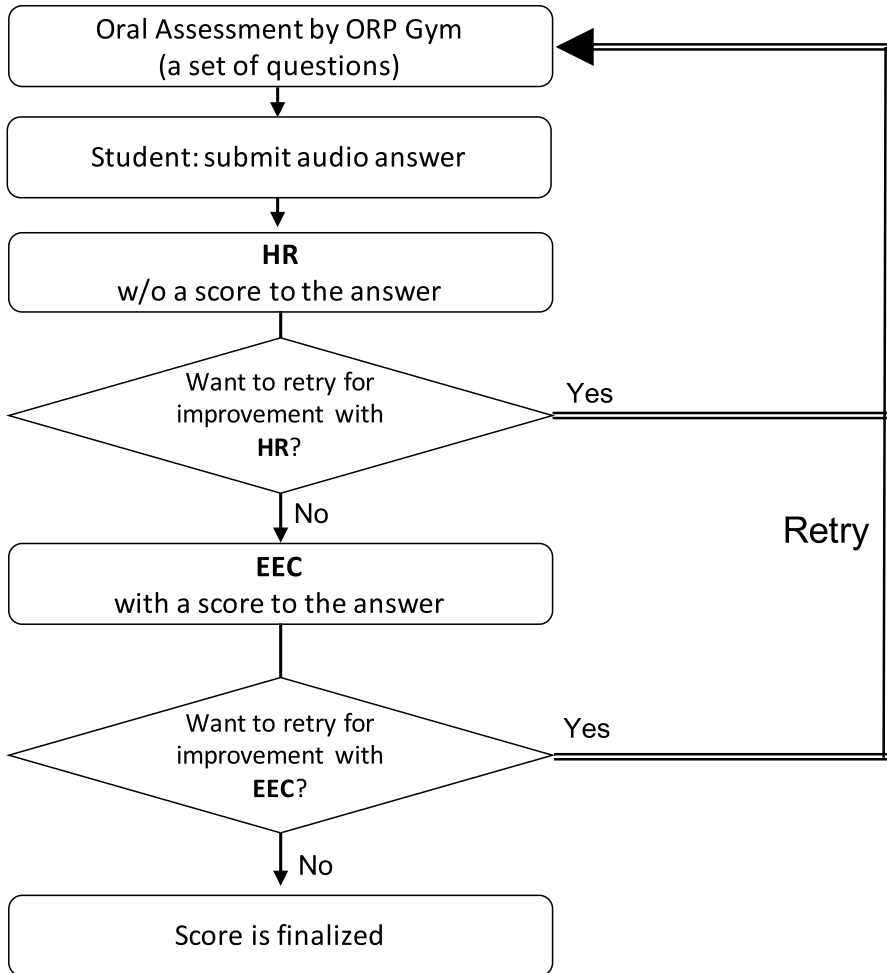 Oral Assessment by ORP Gym
(a set of questions)
Student: submit audio answer
HR
w/o a score to the answer
Want to retry for
improvement with
HR?
Yes
No
Retry
EEC
with a score to the answer
Want to retry for
improvement with
EEC?
Yes
No
Score is finalized